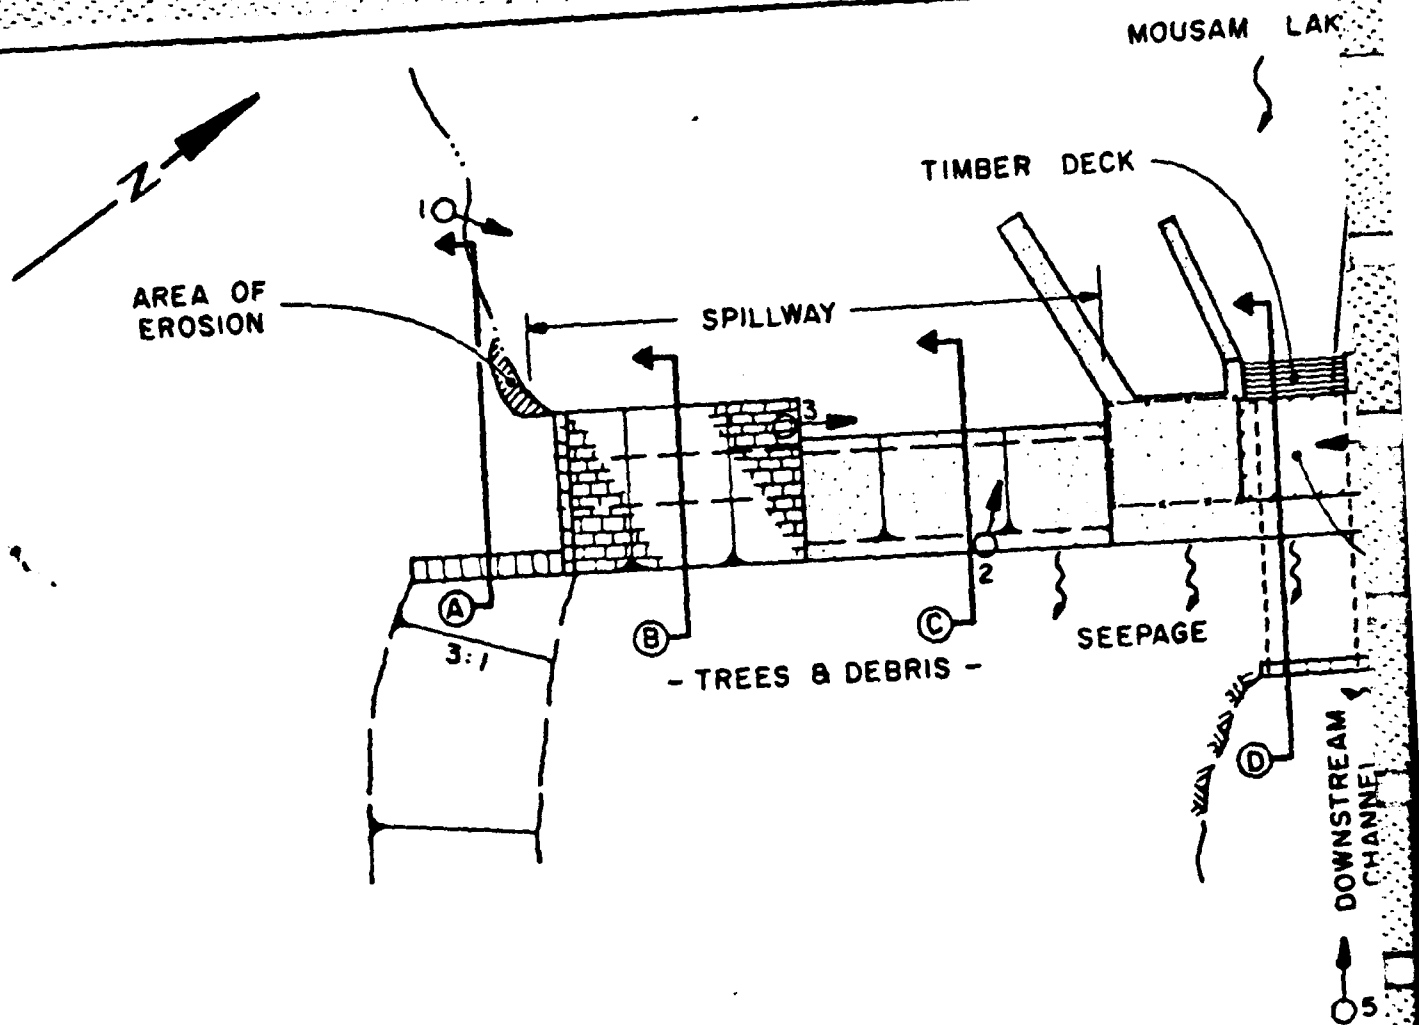 MOUSAM LAK
TIMBER DECK
N
1
AREA OF
EROSION
SPILLWAY
3
2
A
3:1
B
C
SEEPAGE
- TREES & DEBRIS -
D
DOWNSTREAM
CHANNEL
5